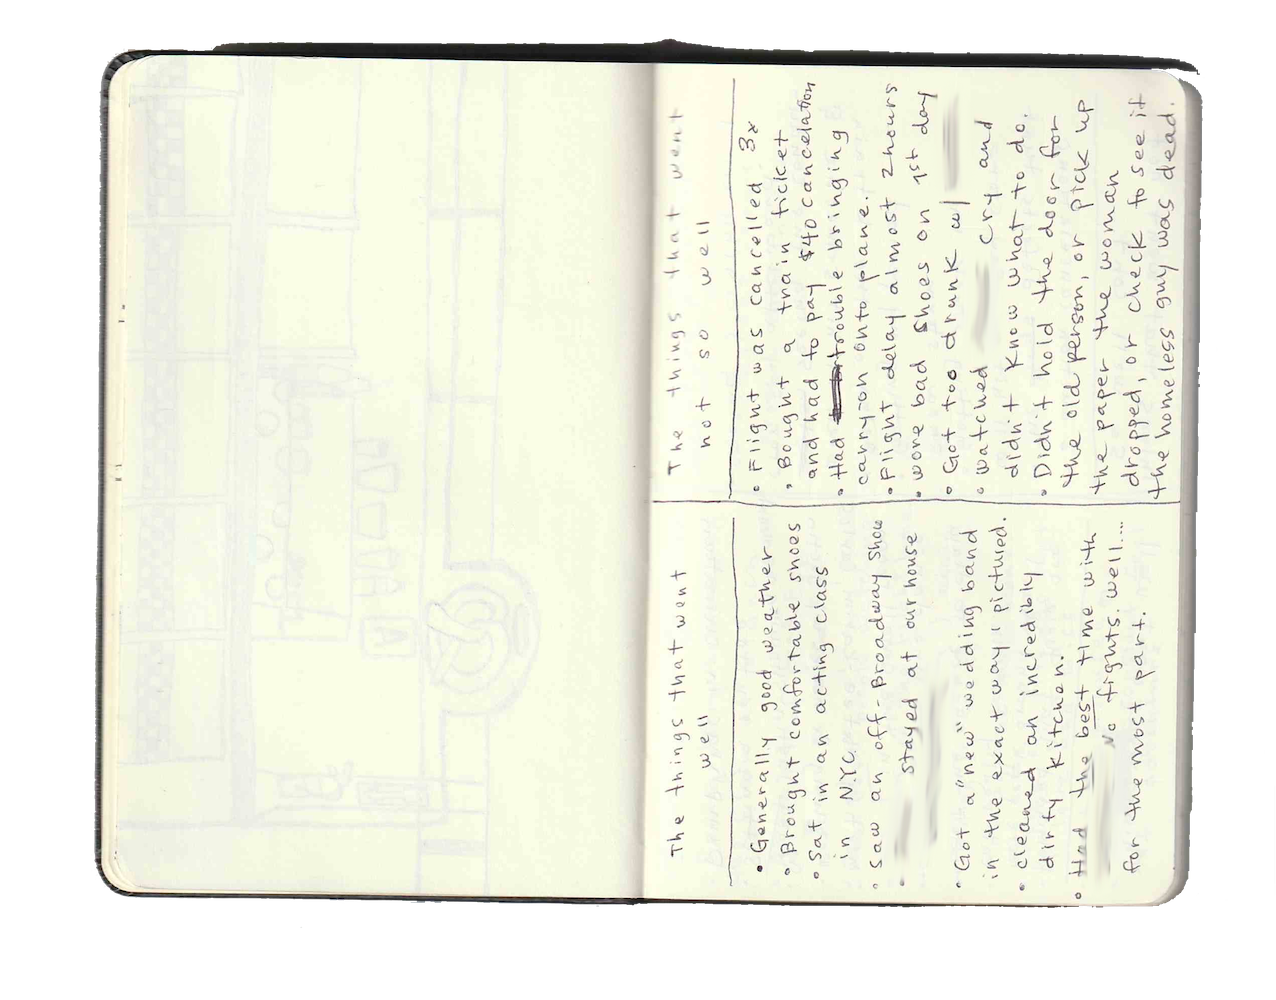 The things that went
well
• Generally good weather
• Brought comfortable shoes
• Sat in an acting class
in NYC.
• Saw an off-Broadway show
• stayed at our house
• Got a "new" wedding band
in the exact way I pictured.
• cleaned an incredibly
dirty kitchen.
• Had the best time with
No fights. well....
for the most part.
The things that went
not so well
• Flight was cancelled 3x
• Bought a train ticket
and had to pay $40 cancelation
• Had trouble bringing
carry-on onto plane.
• Flight delay almost 2 hours
• wore bad shoes on 1st day
• Got too drunk w/
• watched cry and
didn't know what to do.
• Didn't hold the door for
the old person, or pick up
the paper the woman
dropped, or check to see if
the homeless guy was dead.